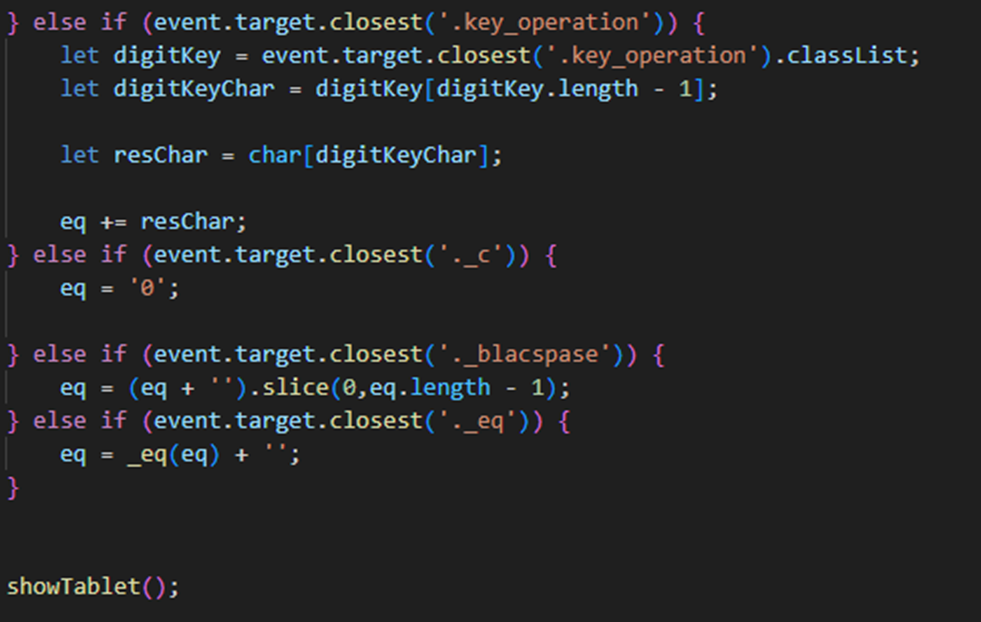 } else if (event.target.closest('.key_operation')) {
    let digitKey = event.target.closest('.key_operation').classList;
    let digitKeyChar = digitKey[digitKey.length - 1];

    let resChar = char[digitKeyChar];

    eq += resChar;
} else if (event.target.closest('._c')) {
    eq = '0';

} else if (event.target.closest('._blacspase')) {
    eq = (eq + '').slice(0,eq.length - 1);
} else if (event.target.closest('._eq')) {
    eq = _eq(eq) + '';
}


showTablet();